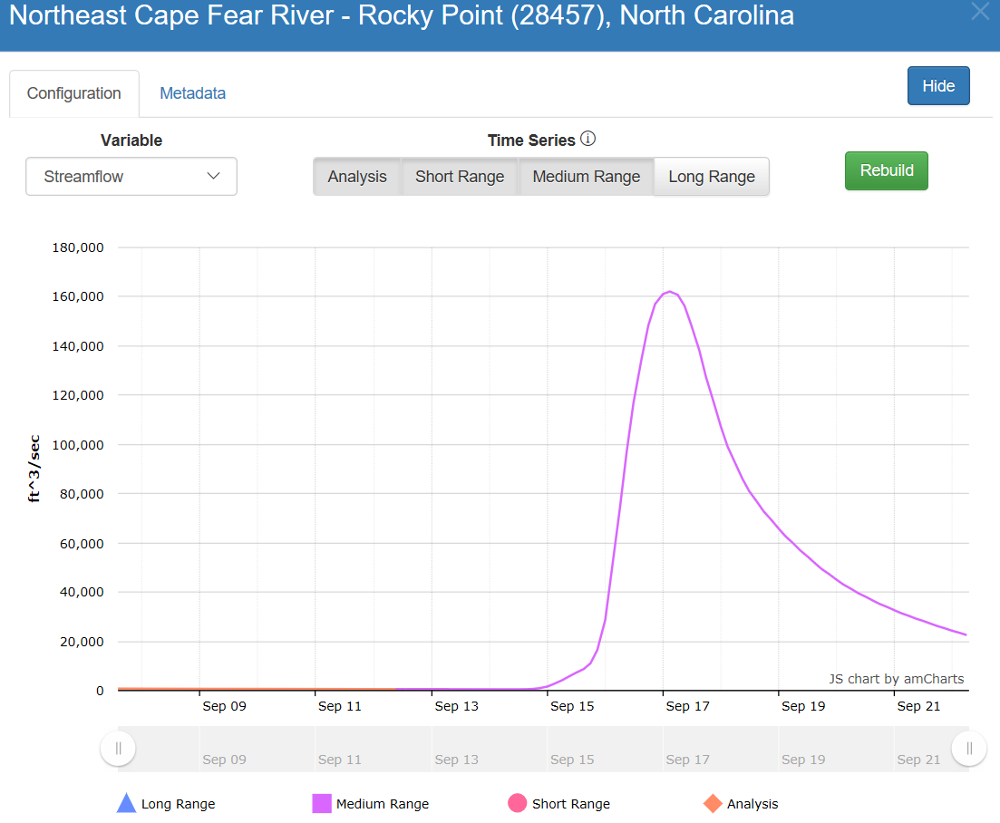 Northeast Cape Fear River - Rocky Point (28457), North Carolina
Configuration Metadata Hide
Variable Time Series
Streamflow Analysis Short Range Medium Range Long Range Rebuild
180,000
160,000
140,000
120,000
100,000
80,000
60,000
40,000
20,000
0
ft^3/sec
JS chart by amCharts
Sep 09 Sep 11 Sep 13 Sep 15 Sep 17 Sep 19 Sep 21
Sep 09 Sep 11 Sep 13 Sep 15 Sep 17 Sep 19 Sep 21
Long Range Medium Range Short Range Analysis